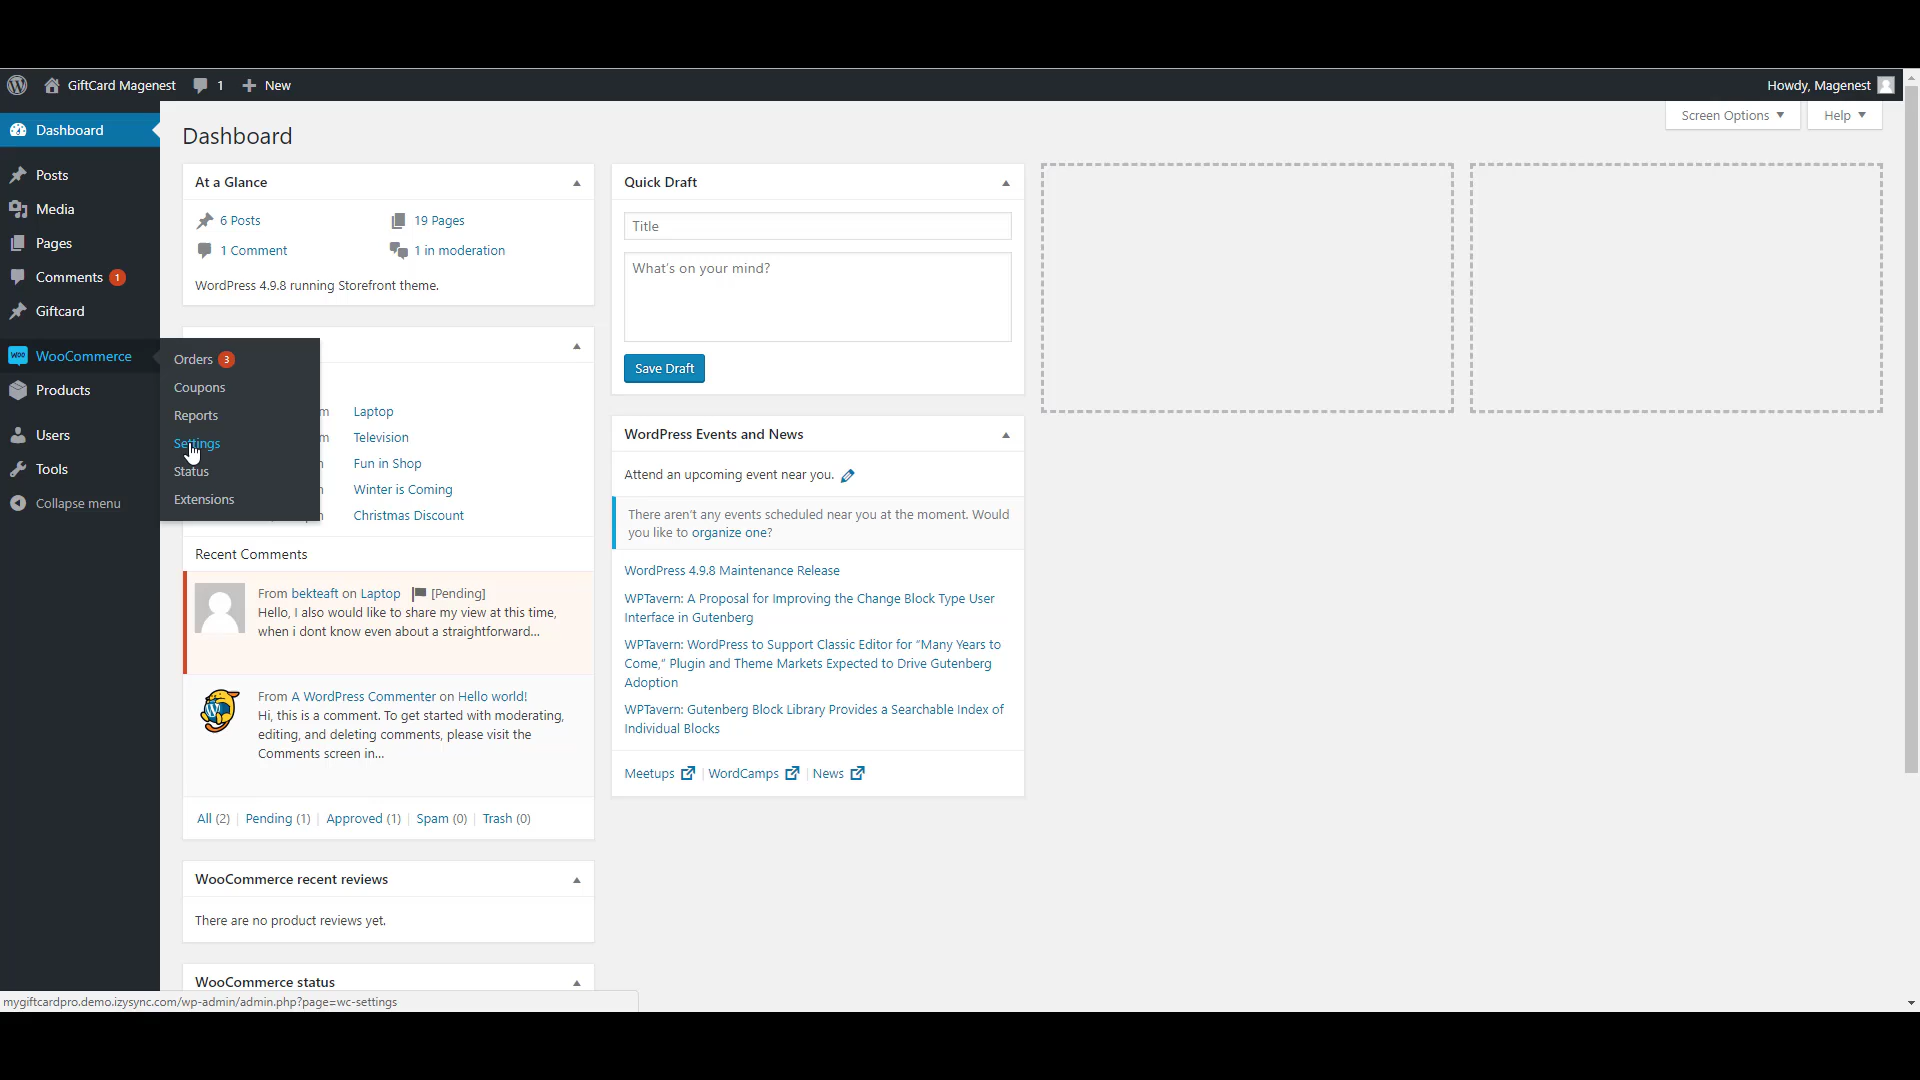 GiftCard Magenest 1 New
Howdy, Magenest
Screen Options
Help
Dashboard
Posts
Media
Pages
Comments 1
Giftcard
WooCommerce
Products
Users
Tools
Collapse menu
Orders 3
Coupons
Reports
Settings
Status
Extensions
Dashboard
At a Glance
6 Posts
19 Pages
1 Comment
1 in moderation
WordPress 4.9.8 running Storefront theme.
m Laptop
m Television
Fun in Shop
Winter is Coming
Christmas Discount
Recent Comments
From bekteaft on Laptop [Pending]
Hello, I also would like to share my view at this time,
when i dont know even about a straightforward...
From A WordPress Commenter on Hello world!
Hi, this is a comment. To get started with moderating,
editing, and deleting comments, please visit the
Comments screen in...
All (2) | Pending (1) | Approved (1) | Spam (0) | Trash (0)
WooCommerce recent reviews
There are no product reviews yet.
WooCommerce status
Quick Draft
Title
What's on your mind?
Save Draft
WordPress Events and News
Attend an upcoming event near you.
There aren't any events scheduled near you at the moment. Would
you like to organize one?
WordPress 4.9.8 Maintenance Release
WPTavern: A Proposal for Improving the Change Block Type User
Interface in Gutenberg
WPTavern: WordPress to Support Classic Editor for “Many Years to
Come,” Plugin and Theme Markets Expected to Drive Gutenberg
Adoption
WPTavern: Gutenberg Block Library Provides a Searchable Index of
Individual Blocks
Meetups | WordCamps | News
mygiftcardpro.demo.izysync.com/wp-admin/admin.php?page=wc-settings